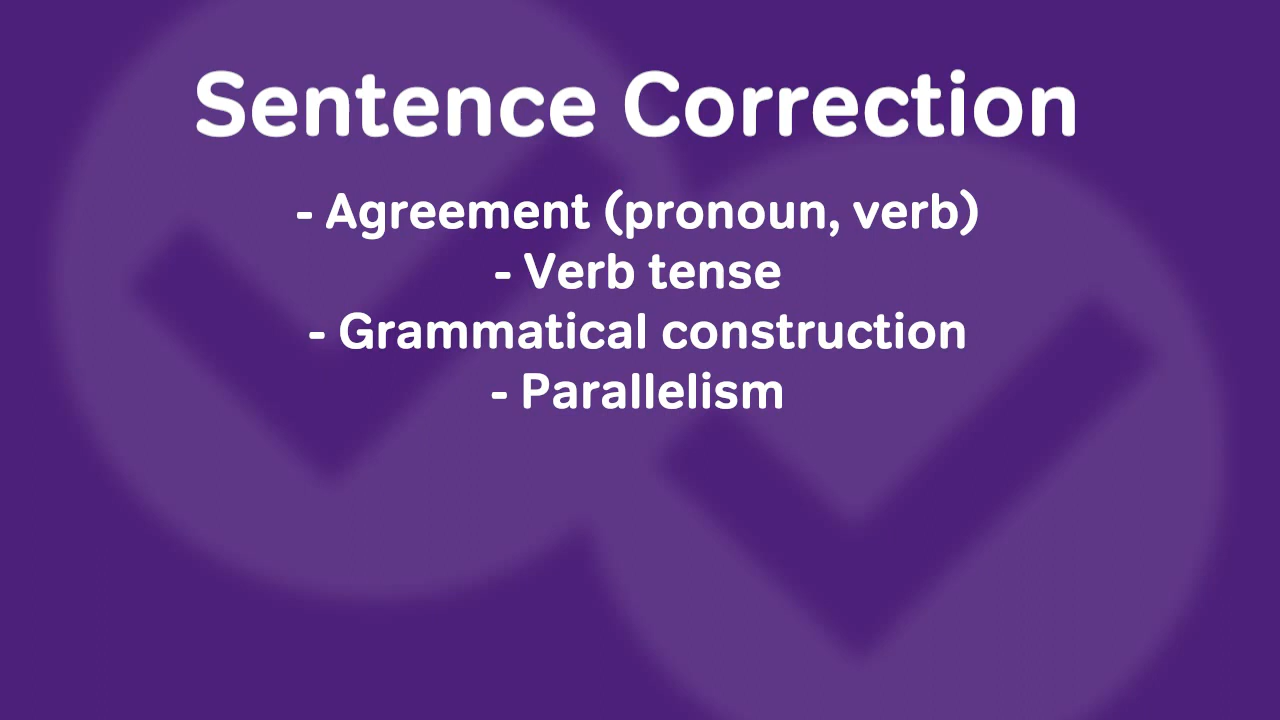 Sentence Correction
- Agreement (pronoun, verb)
- Verb tense
- Grammatical construction
- Parallelism